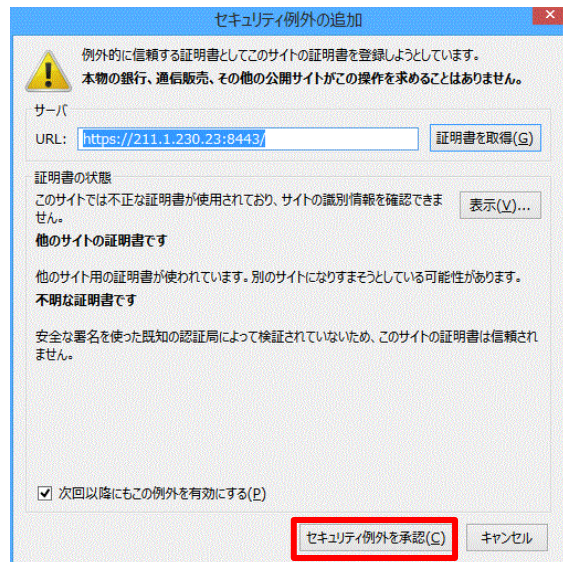 セキュリティ例外の追加
例外的に信頼する証明書としてこのサイトの証明書を登録しようとしています。
本物の銀行、通信販売、その他の公開サイトがこの操作を求めることはありません。
サーバ
URL: https://211.1.230.23:8443/ 証明書を取得(G)
証明書の状態
このサイトでは不正な証明書が使用されており、サイトの識別情報を確認できま
せん。
表示(V)...
他のサイトの証明書です
他のサイト用の証明書が使われています。別のサイトになりすまそうとしている可能性があります。
不明な証明書です
安全な署名を使った既知の認証局によって検証されていないため、このサイトの証明書は信頼され
ません。
次回以降にもこの例外を有効にする(P)
セキュリティ例外を承認(C) キャンセル